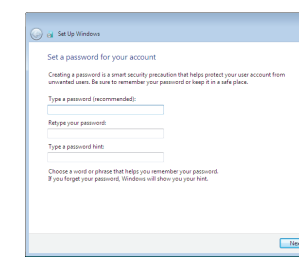 Set Up Windows
Set a password for your account
Creating a password is a smart security precaution that helps protect your user account from
unwanted users. Be sure to remember your password or keep it in a safe place.
Type a password (recommended):
Retype your password:
Type a password hint:
Choose a word or phrase that helps you remember your password.
If you forget your password, Windows will show you your hint.
Ne